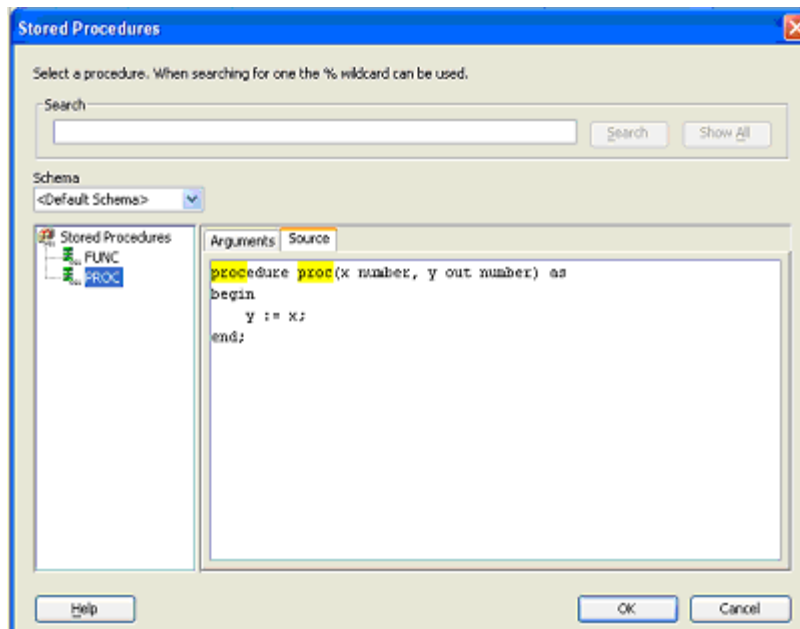 Stored Procedures
Select a procedure. When searching for one the % wildcard can be used.
Search
Search
Show All
Schema
<Default Schema>
Stored Procedures
FUNC
PROC
Arguments
Source
procedure proc(x number, y out number) as
begin
    y := x;
end;
Help
OK
Cancel